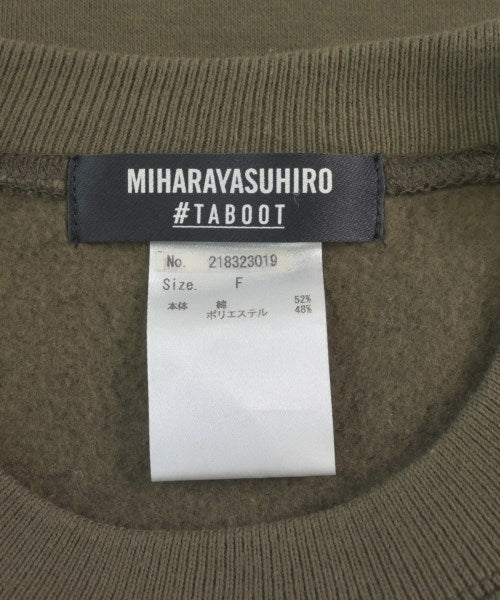 MIHARAYASUHIRO
#TABOOT
No. 218323019
Size. F
本体 綿 52%
ポリエステル 48%